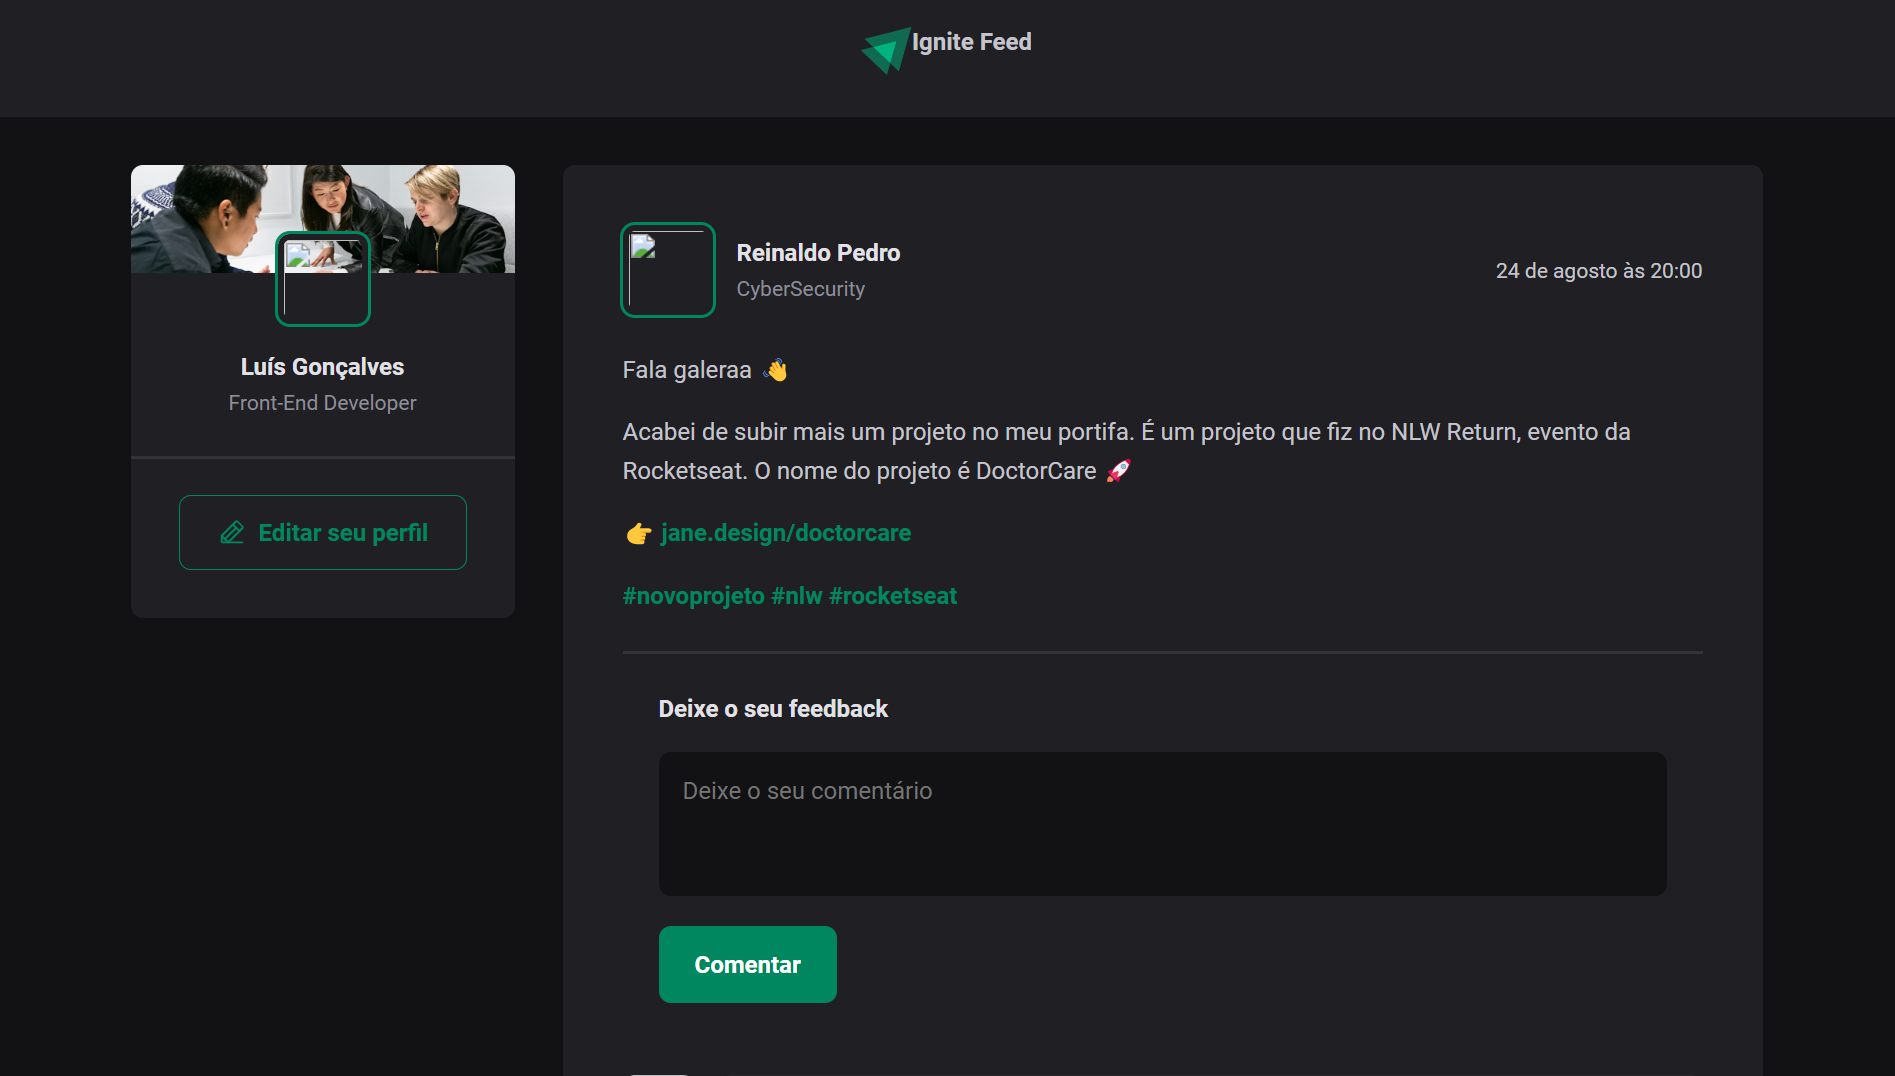 Ignite Feed
Luís Gonçalves
Front-End Developer
Editar seu perfil
Reinaldo Pedro
CyberSecurity
24 de agosto às 20:00
Fala galeraa 👋
Acabei de subir mais um projeto no meu portifa. É um projeto que fiz no NLW Return, evento da
Rocketseat. O nome do projeto é DoctorCare 🚀
👉 jane.design/doctorcare
#novoprojeto #nlw #rocketseat
Deixe o seu feedback
Deixe o seu comentário
Comentar